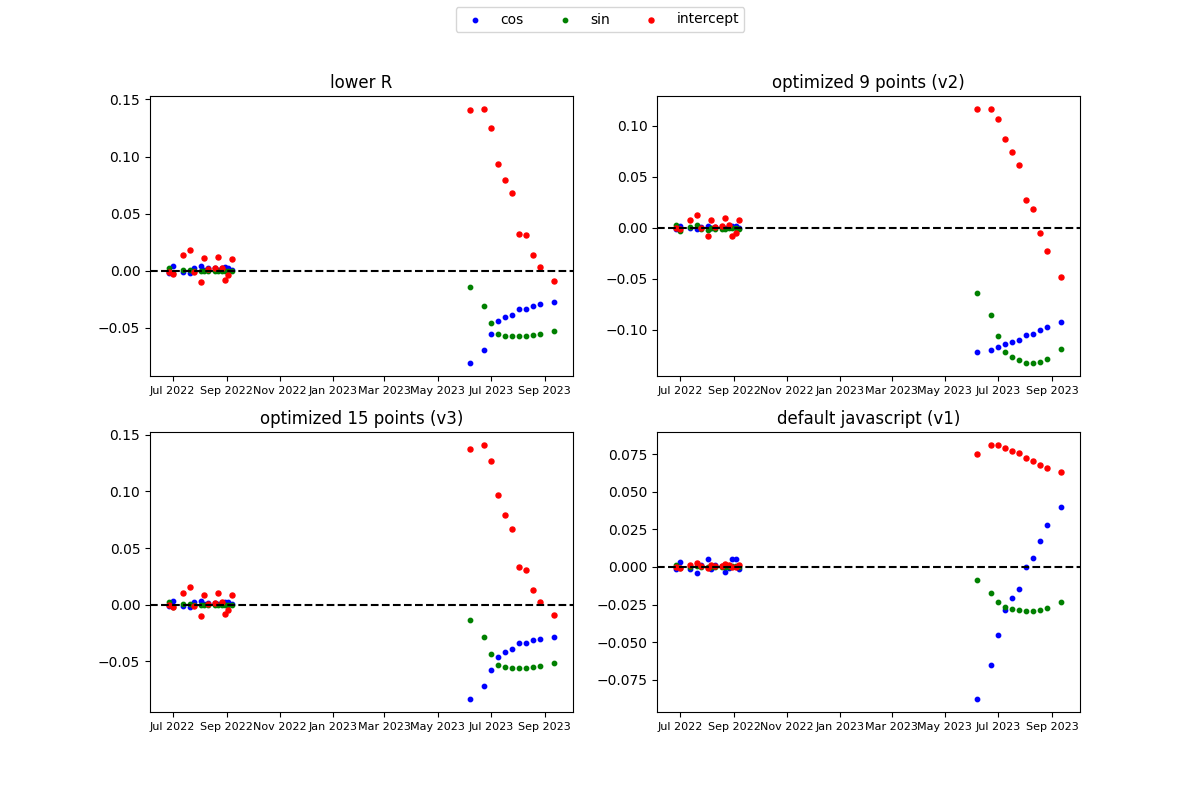 cos sin intercept
lower R
0.15
0.10
0.05
0.00
−0.05
Jul 2022 Sep 2022 Nov 2022 Jan 2023 Mar 2023 May 2023 Jul 2023 Sep 2023
optimized 9 points (v2)
0.10
0.05
0.00
−0.05
−0.10
Jul 2022 Sep 2022 Nov 2022 Jan 2023 Mar 2023 May 2023 Jul 2023 Sep 2023
optimized 15 points (v3)
0.15
0.10
0.05
0.00
−0.05
Jul 2022 Sep 2022 Nov 2022 Jan 2023 Mar 2023 May 2023 Jul 2023 Sep 2023
default javascript (v1)
0.075
0.050
0.025
0.000
−0.025
−0.050
−0.075
Jul 2022 Sep 2022 Nov 2022 Jan 2023 Mar 2023 May 2023 Jul 2023 Sep 2023